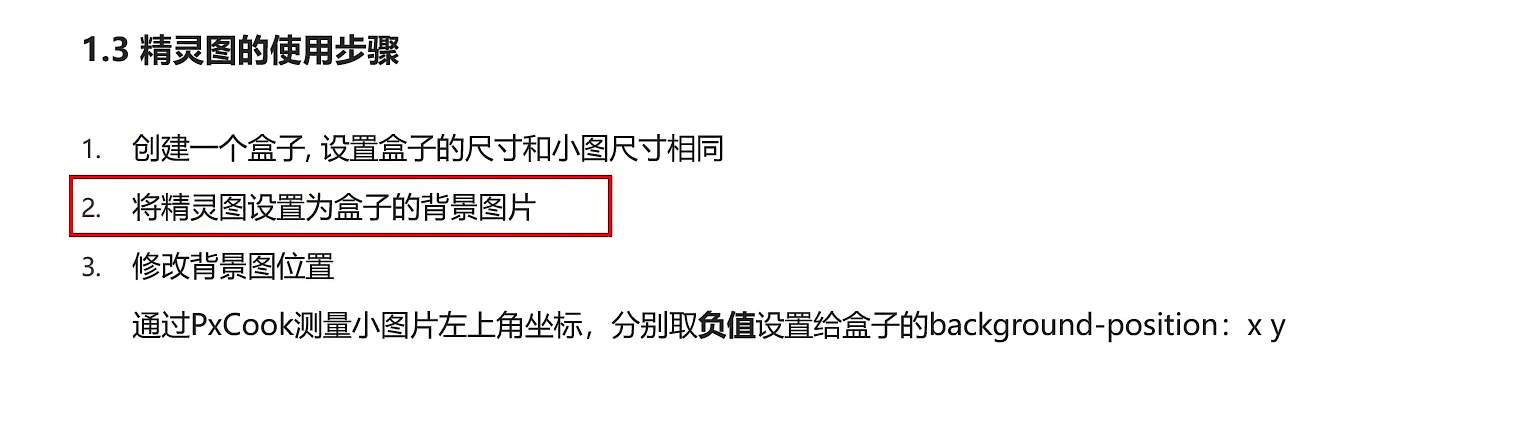 1.3 精灵图的使用步骤
1. 创建一个盒子, 设置盒子的尺寸和小图尺寸相同
2. 将精灵图设置为盒子的背景图片
3. 修改背景图位置
通过PxCook测量小图片左上角坐标，分别取负值设置给盒子的background-position：x y